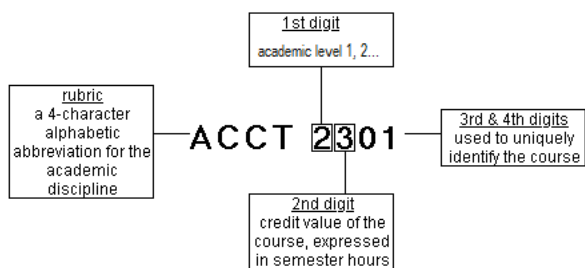 1st digit
academic level 1, 2...
rubric
a 4-character
alphabetic
abbreviation for the
academic
discipline
ACCT 2301
3rd & 4th digits
used to uniquely
identify the course
2nd digit
credit value of the
course, expressed
in semester hours